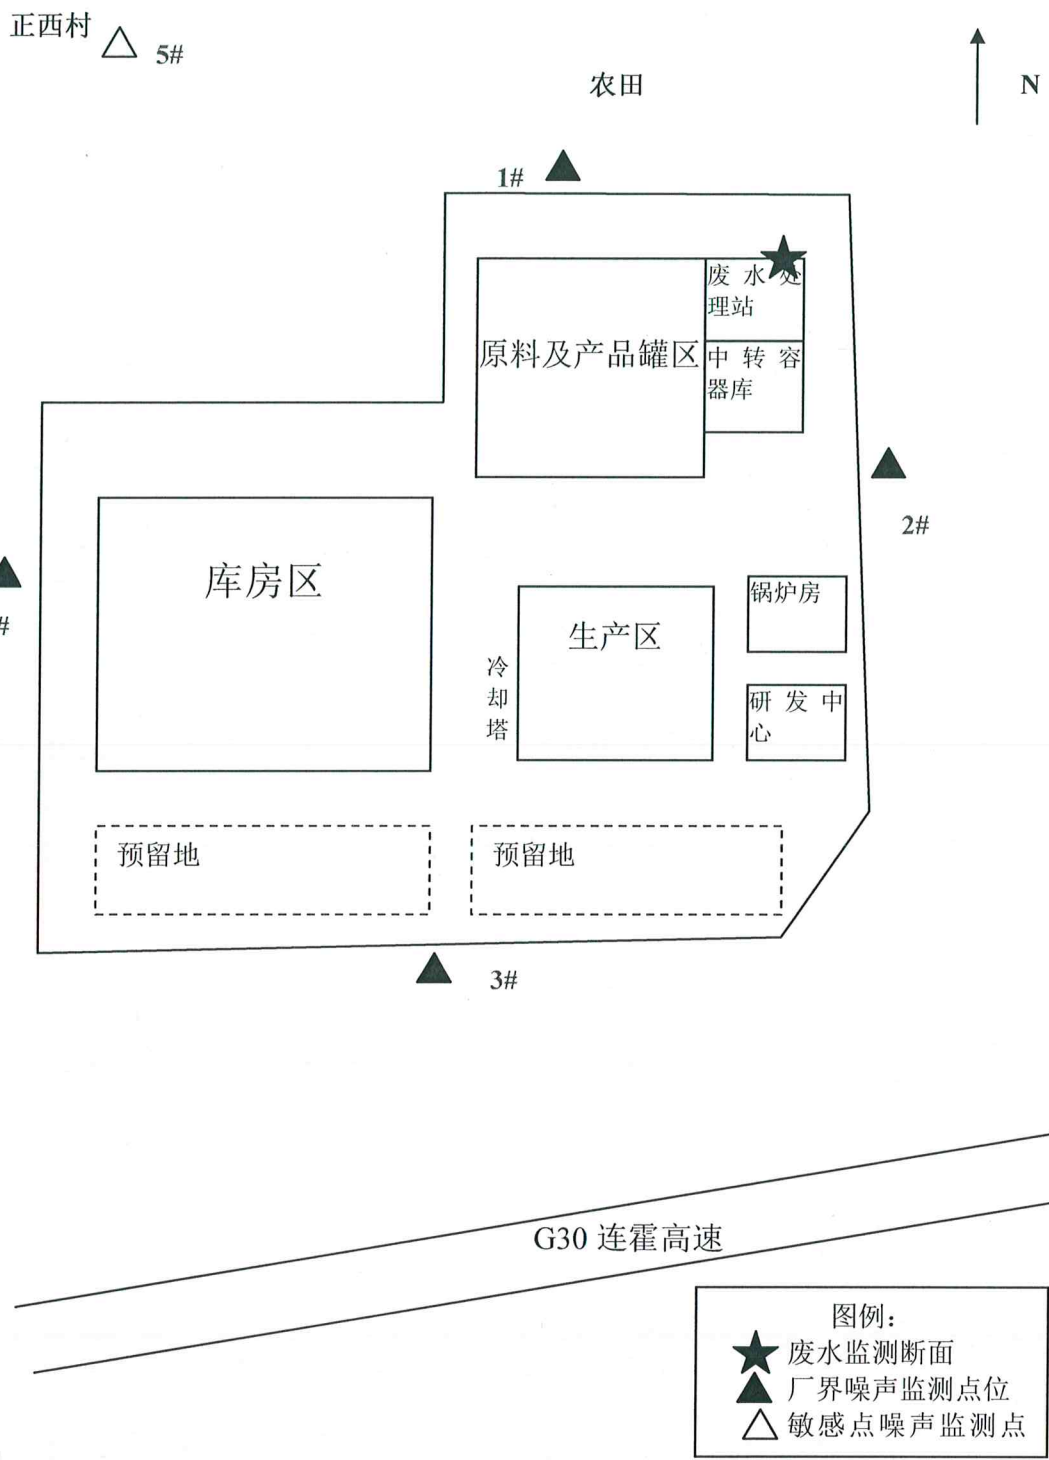 正西村
5#
农田
N
1#
废水处
理站
原料及产品罐区
中转容
器库
2#
库房区
#
锅炉房
生产区
冷
却
塔
研发中
心
预留地
预留地
3#
G30 连霍高速
图例：
废水监测断面
厂界噪声监测点位
敏感点噪声监测点